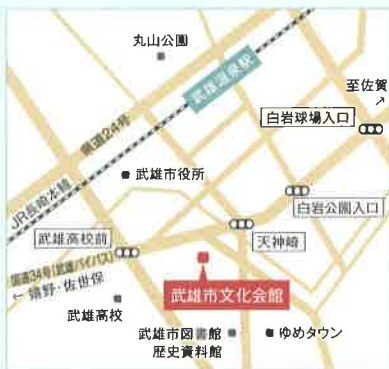 丸山公園
武雄温泉駅
至佐賀
県道24号
白岩球場入口
武雄市役所
JR長崎本線
白岩公園入口
武雄高校前
天神崎
国道34号(武雄バイパス)
← 嬉野・佐世保
武雄市文化会館
武雄高校
武雄市図書館
歴史資料館
ゆめタウン